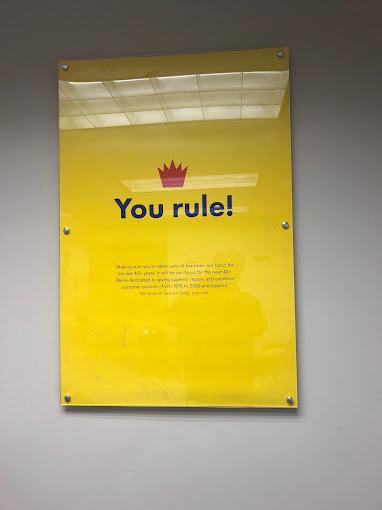 You rule!
Making sure you're taken care of has been our focus for
the last 40+ years. It will be our focus for the next 40+.
We're dedicated to giving superior repairs and excellent
customer service—from 1976 to 2056 and beyond.
Because at Service King, you rule.